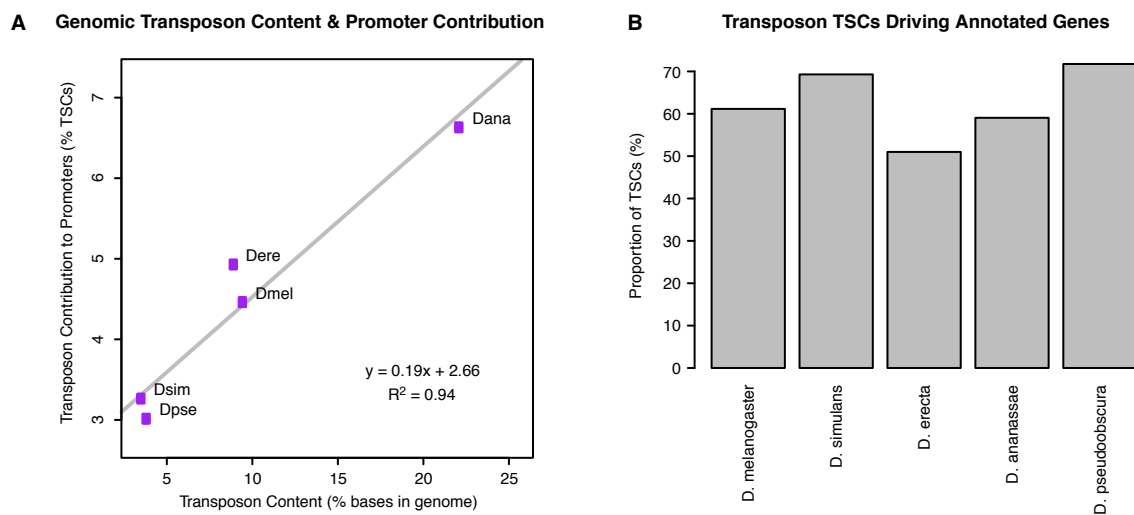 A Genomic Transposon Content & Promoter Contribution
Transposon Contribution to Promoters (% TSCs)
7
6
5
4
3
Dana
Dere
Dmel
Dsim
Dpse
y = 0.19x + 2.66
R² = 0.94
5 10 15 20 25
Transposon Content (% bases in genome)
B Transposon TSCs Driving Annotated Genes
Proportion of TSCs (%)
70
60
50
40
30
20
10
0
D. melanogaster
D. simulans
D. erecta
D. ananassae
D. pseudoobscura